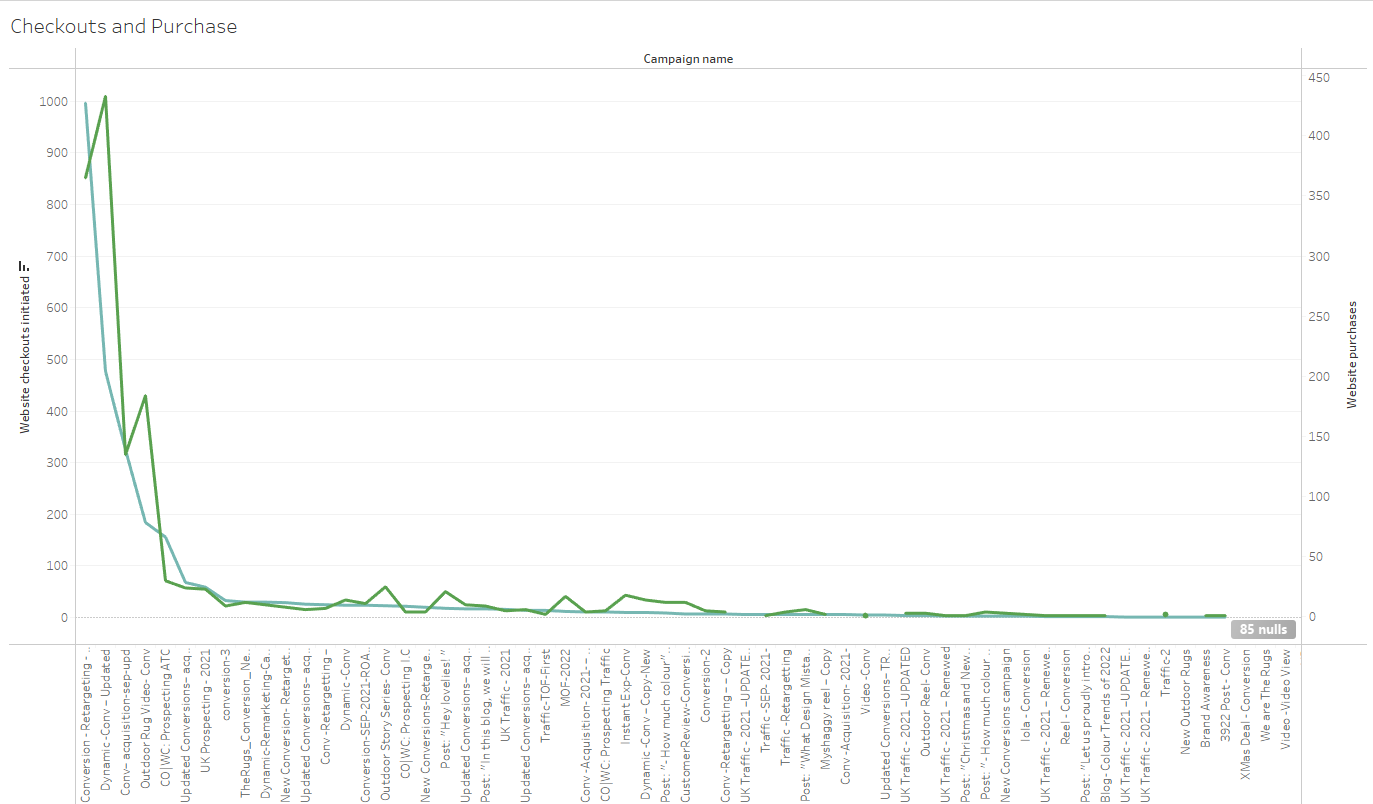 Checkouts and Purchase
Campaign name
Website checkouts initiated
1000
900
800
700
600
500
400
300
200
100
0
450
400
350
300
250
200
150
100
50
0
Website purchases
85 nulls
Conversion - Retargeting - ..
Dynamic -Conv – Updated
Conv– acquisition-sep-upd
Outdoor Rug Video- Conv
CO|WC: Prospecting ATC
Updated Conversions– acq..
UK Prospecting - 2021
conversion-3
TheRugs_Conversion_Ne..
Dynamic-Remarketing-Ca..
New Conversion- Retarget..
Updated Conversions– acq..
Conv -Retargetting –
Dynamic -Conv
Conversion-SEP-2021-ROA..
Outdoor Story Series- Conv
CO|WC: Prospecting I.C
New Conversions-Retarge..
Post: "Hey lovelies! "
Updated Conversions– acq..
Post: "In this blog, we will ..
UK Traffic - 2021
Updated Conversions– acq..
Traffic-TOF-First
MOF-2022
Conv -Acquisition- 2021– ..
CO|WC: Prospecting Traffic
Instant Exp-Conv
Dynamic -Conv – Copy-New
Post: "- How much colour"..
CustomerReview-Conversi..
Conversion-2
Conv -Retargetting – – Copy
UK Traffic - 2021 –UPDATE..
Traffic -SEP -2021-
Traffic -Retargetting
Post: "What Design Mista..
Myshaggy reel – Copy
Conv -Acquisition- 2021-
Video -Conv
Updated Conversions– TR..
UK Traffic - 2021 –UPDATED
Outdoor Reel- Conv
UK Traffic - 2021 – Renewed
Post: "Christmas and New..
Post: "- How much colour ..
New Conversions campaign
Iola - Conversion
UK Traffic - 2021 – Renewe..
Reel - Conversion
Post: "Let us proudly intro..
Blog- Colour Trends of 2022
UK Traffic - 2021 –UPDATE..
UK Traffic - 2021 – Renewe..
Traffic-2
New Outdoor Rugs
Brand Awareness
3922 Post - Conv
XMas Deal - Conversion
We are The Rugs
Video -Video View